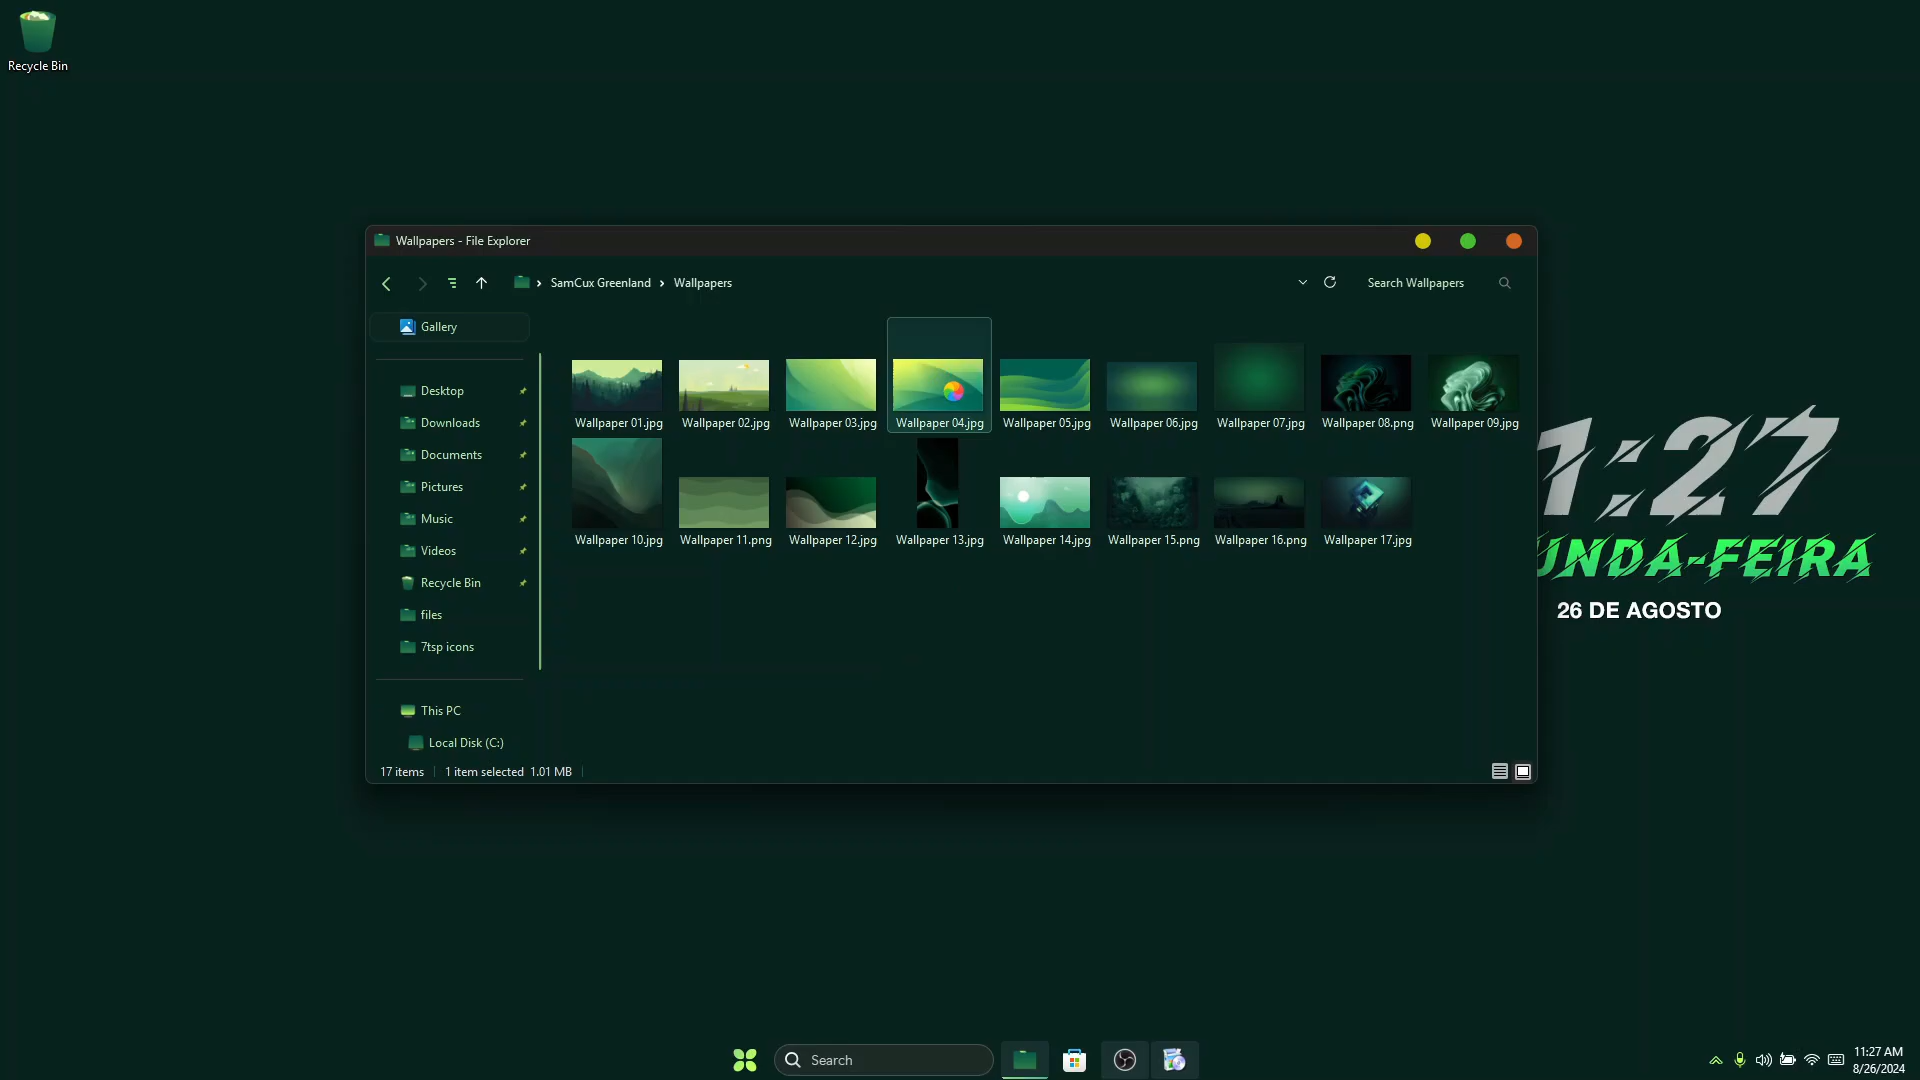 Recycle Bin
Wallpapers - File Explorer
SamCux Greenland
Wallpapers
Search Wallpapers
Gallery
Desktop
Downloads
Documents
Pictures
Music
Videos
Recycle Bin
files
7tsp icons
This PC
Local Disk (C:)
Wallpaper 01.jpg
Wallpaper 02.jpg
Wallpaper 03.jpg
Wallpaper 04.jpg
Wallpaper 05.jpg
Wallpaper 06.jpg
Wallpaper 07.jpg
Wallpaper 08.png
Wallpaper 09.jpg
Wallpaper 10.jpg
Wallpaper 11.png
Wallpaper 12.jpg
Wallpaper 13.jpg
Wallpaper 14.jpg
Wallpaper 15.png
Wallpaper 16.png
Wallpaper 17.jpg
17 items
1 item selected 1.01 MB
1:27
UNDA-FEIRA
26 DE AGOSTO
Search
11:27 AM
8/26/2024